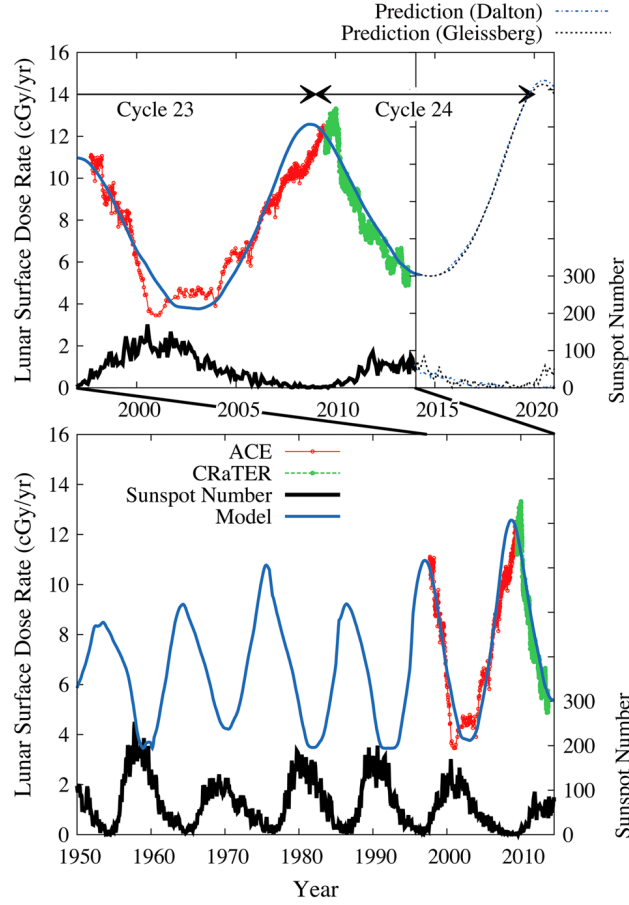 Prediction (Dalton)
Prediction (Gleissberg)
Lunar Surface Dose Rate (cGy/yr)
16
14
12
10
8
6
4
2
0
Cycle 23
Cycle 24
300
200
100
0
Sunspot Number
2000
2005
2010
2015
2020
Lunar Surface Dose Rate (cGy/yr)
16
14
12
10
8
6
4
2
0
ACE
CRaTER
Sunspot Number
Model
300
200
100
0
Sunspot Number
1950
1960
1970
1980
1990
2000
2010
Year